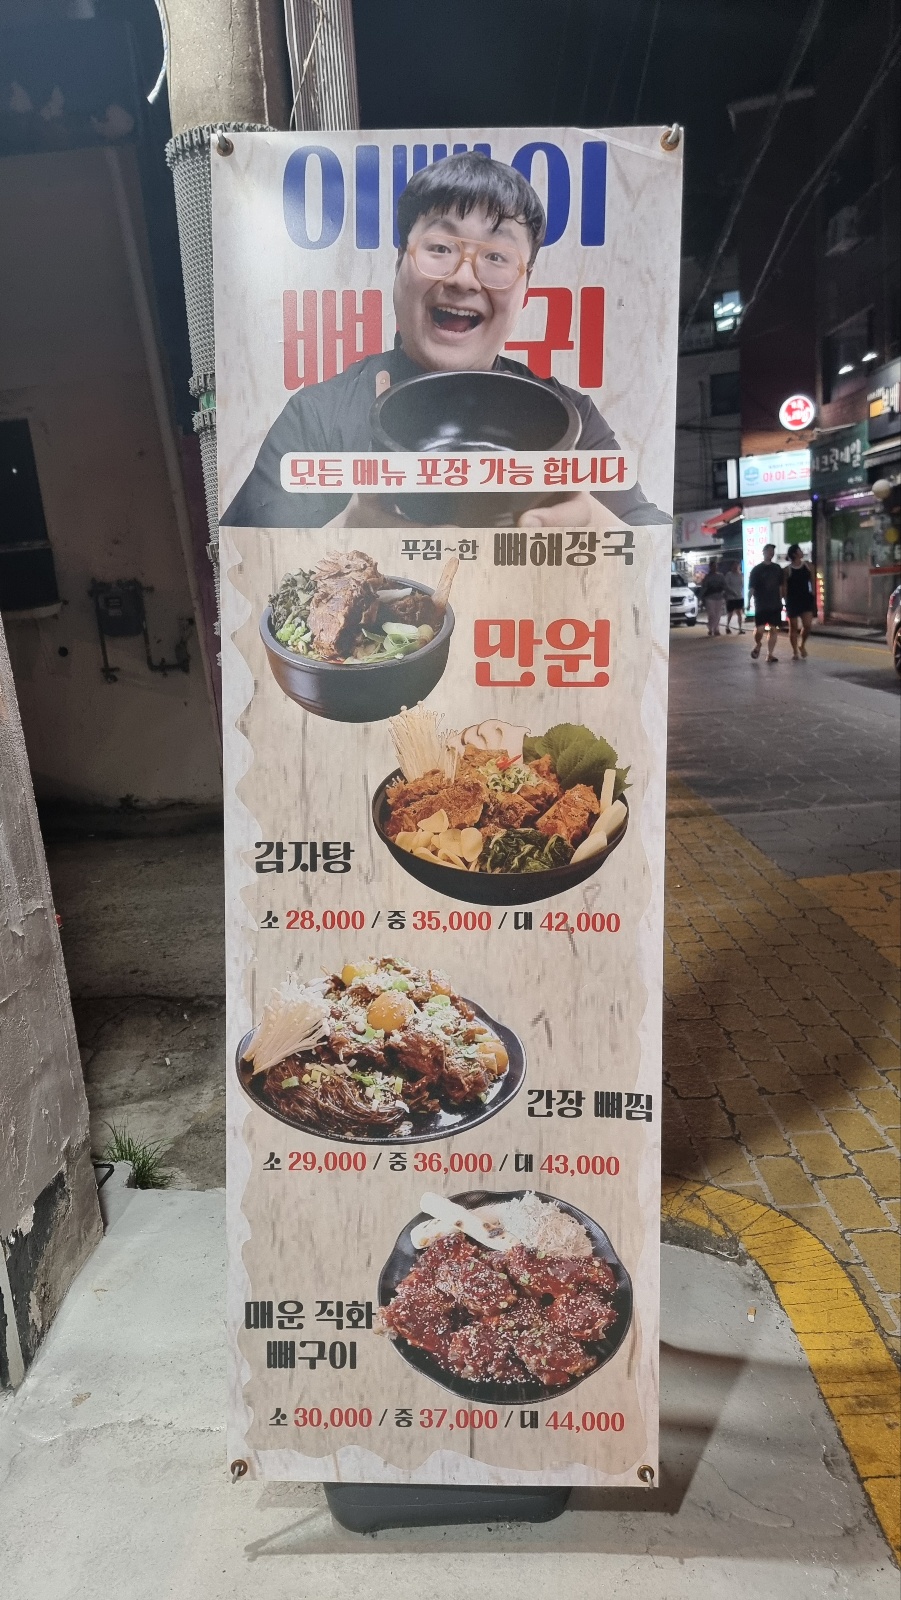 모든 메뉴 포장 가능 합니다
푸짐~한 뼈해장국
만원
감자탕
소 28,000 / 중 35,000 / 대 42,000
간장 뼈찜
소 29,000 / 중 36,000 / 대 43,000
매운 직화
뼈구이
소 30,000 / 중 37,000 / 대 44,000
아이스크